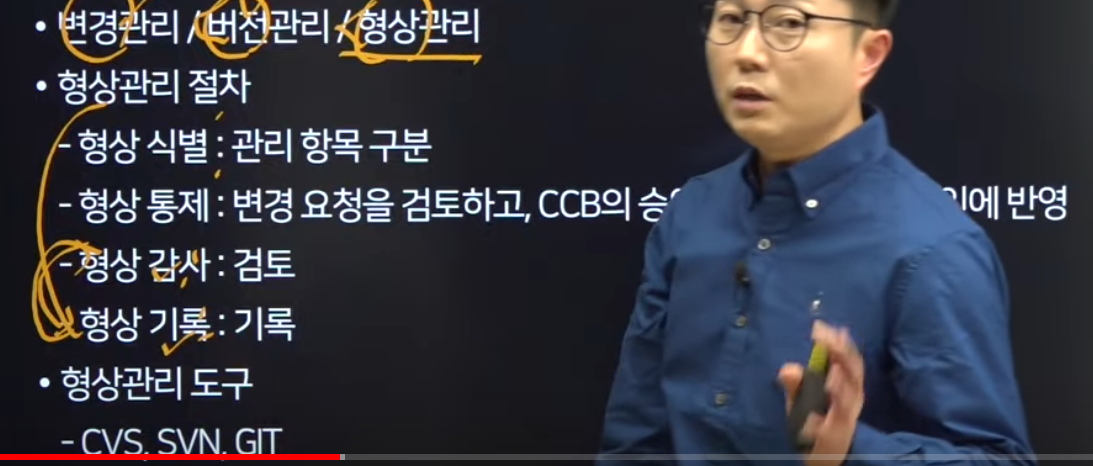 • 변경관리 / 버전관리 / 형상관리
• 형상관리 절차
- 형상 식별 : 관리 항목 구분
- 형상 통제 : 변경 요청을 검토하고, CCB의 반영
- 형상 감사 : 검토
- 형상 기록 : 기록
• 형상관리 도구
- CVS, SVN, GIT